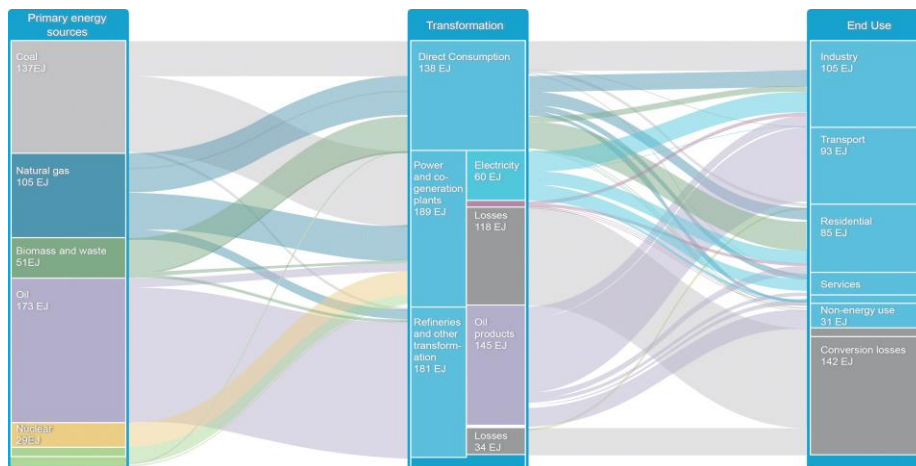 Primary energy
sources
Coal
137EJ
Natural gas
105 EJ
Biomass and waste
51EJ
Oil
173 EJ
Nuclear
29EJ
Transformation
Direct Consumption
138 EJ
Power
and co-
generation
plants
189 EJ
Electricity
60 EJ
Losses
118 EJ
Refineries
and other
transform-
ation
181 EJ
Oil
products
145 EJ
Losses
34 EJ
End Use
Industry
105 EJ
Transport
93 EJ
Residential
85 EJ
Services
Non-energy use
31 EJ
Conversion losses
142 EJ